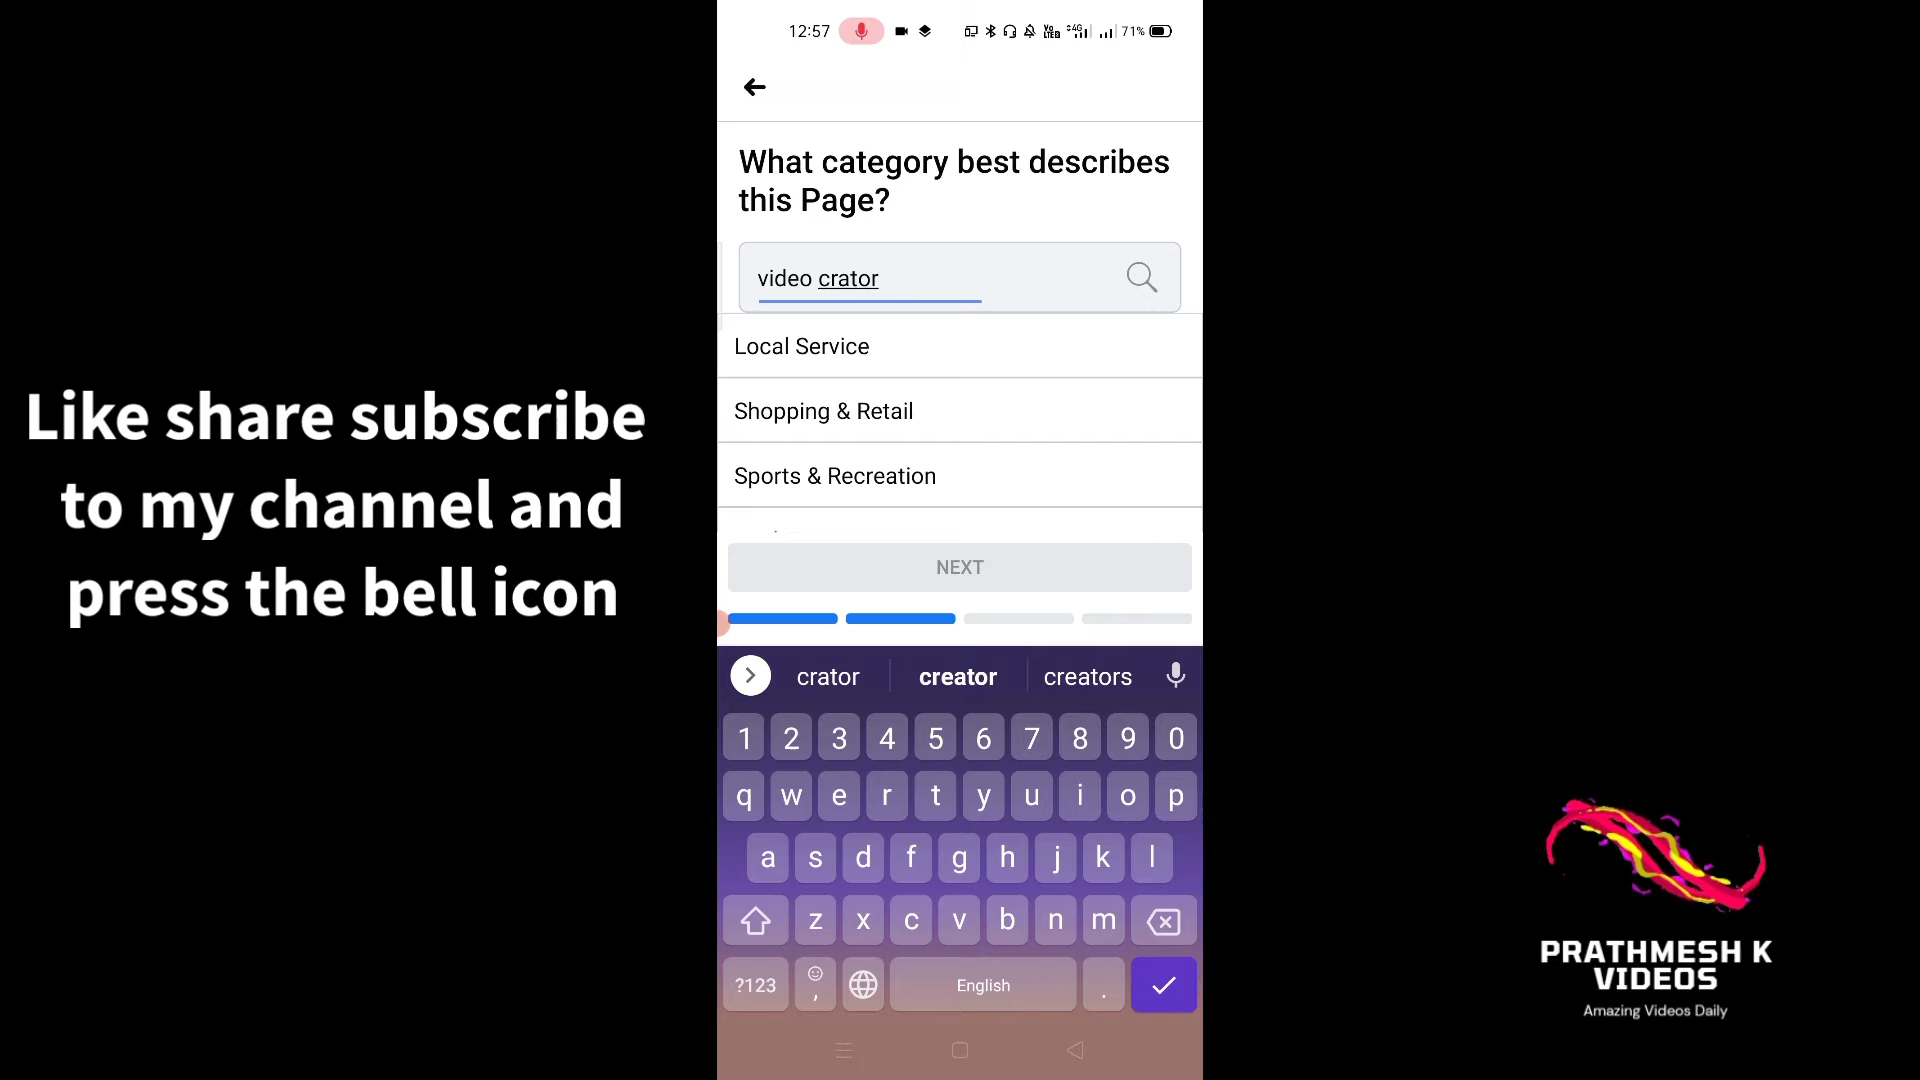 12:57
71%
What category best describes
this Page?
video crator
Local Service
Shopping & Retail
Sports & Recreation
NEXT
crator creator creators
1 2 3 4 5 6 7 8 9 0
q w e r t y u i o p
a s d f g h j k l
z x c v b n m
?123 , English .
Like share subscribe
to my channel and
press the bell icon
PRATHMESH K
VIDEOS
Amazing Videos Daily